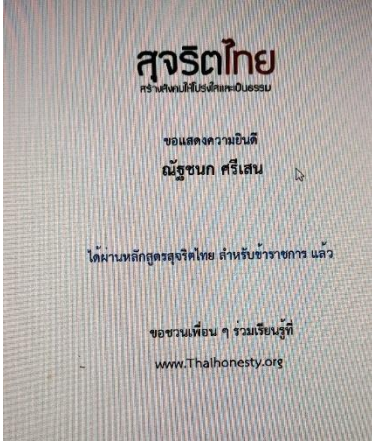 สุจริตไทย
สร้างสังคมให้โปร่งใสและเป็นธรรม
ขอแสดงความยินดี
ณัฐชนก ศรีเสน
ได้ผ่านหลักสูตรสุจริตไทย สำหรับข้าราชการ แล้ว
ขอชวนเพื่อน ๆ ร่วมเรียนรู้ที่
www.Thaihonesty.org